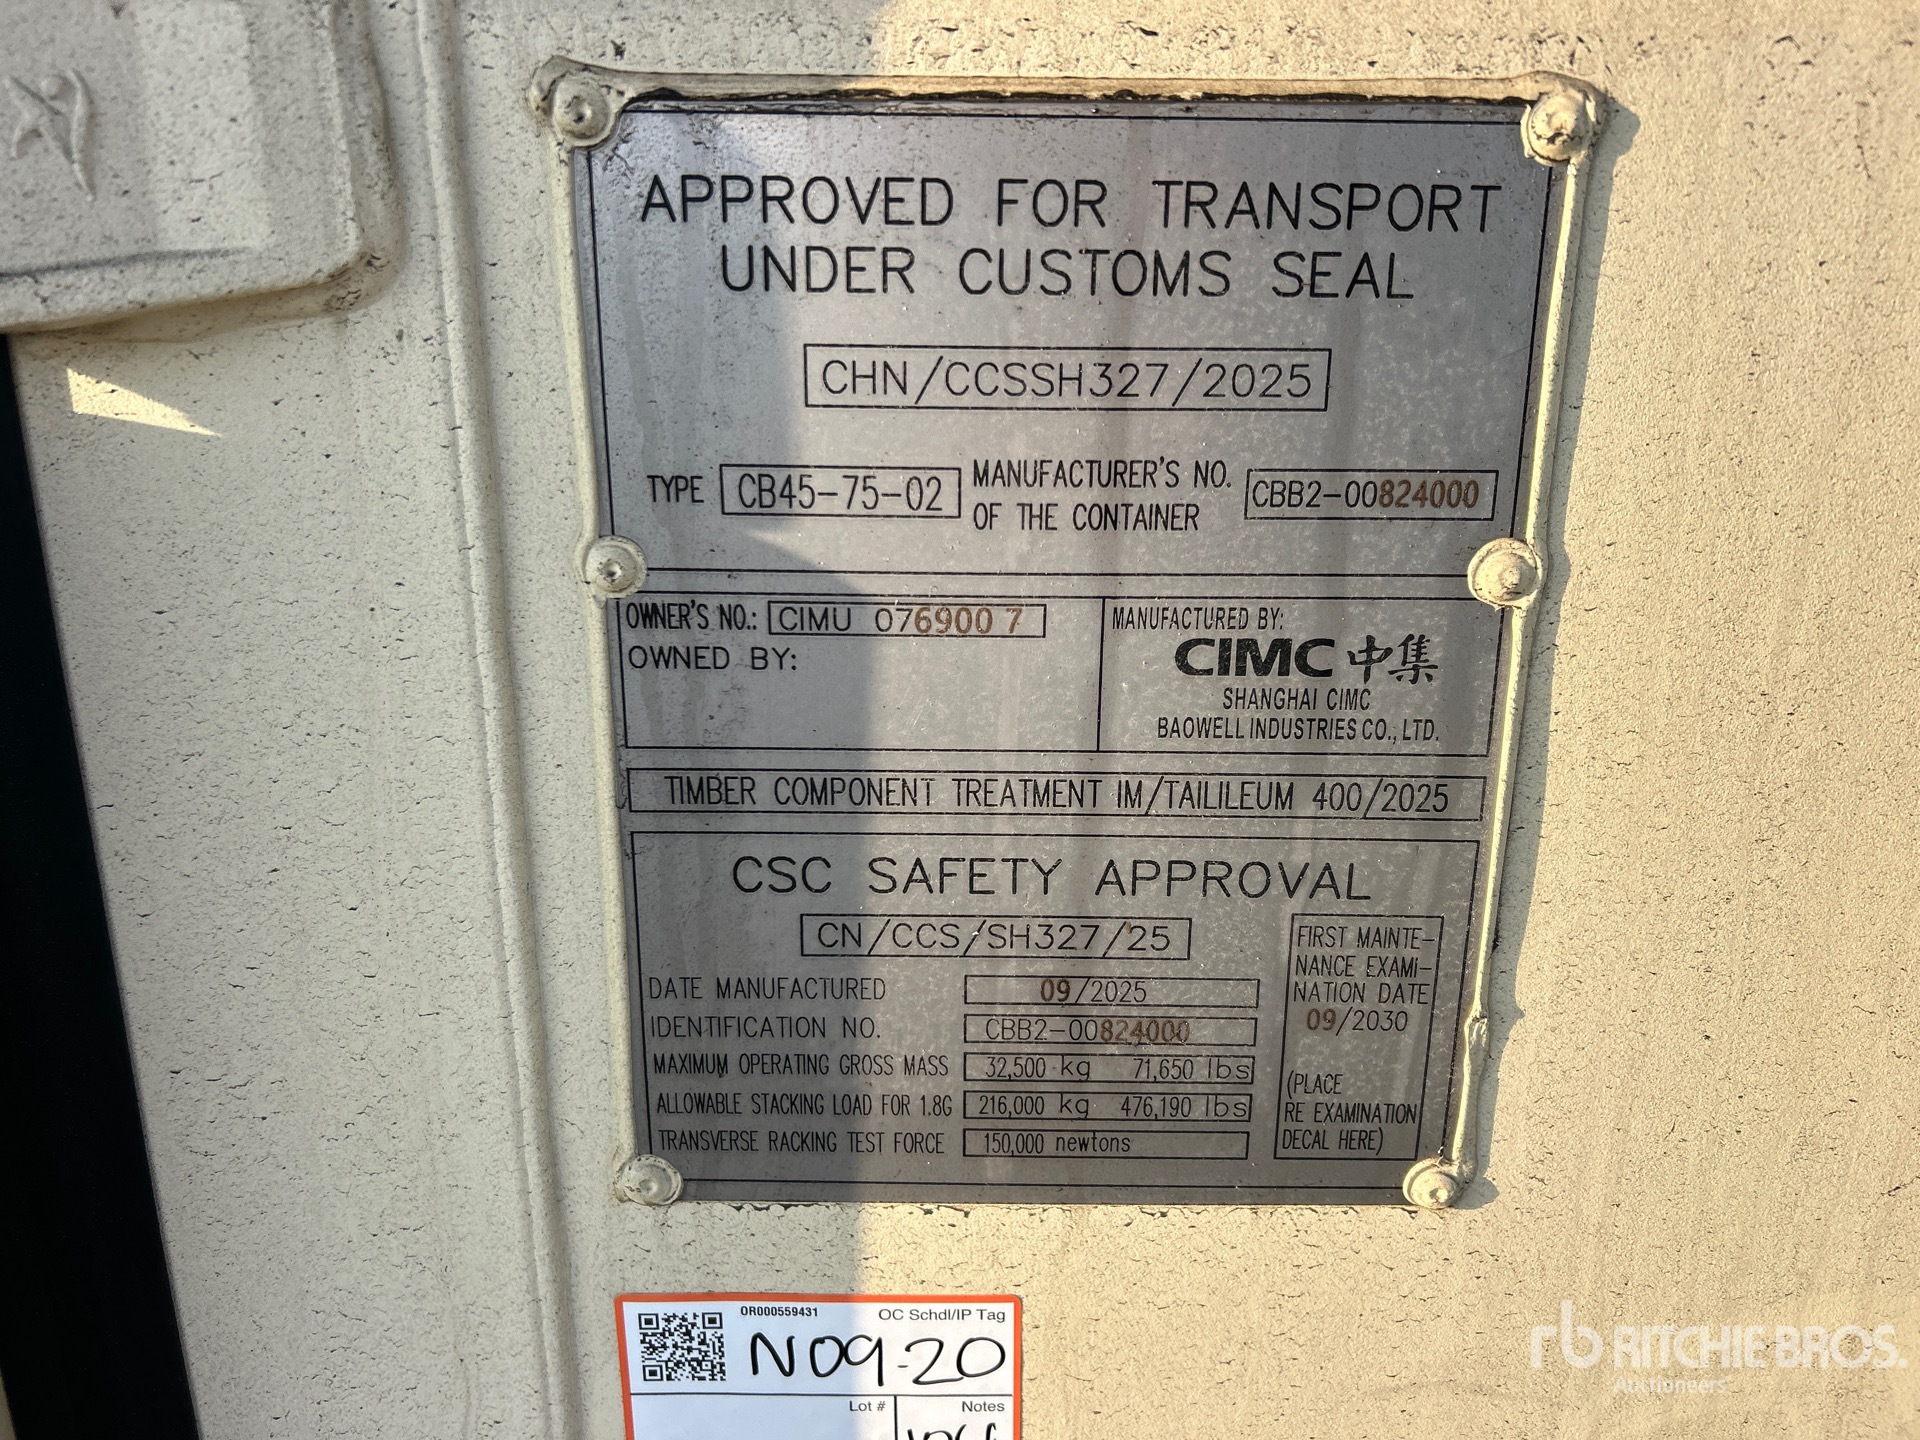 APPROVED FOR TRANSPORT
UNDER CUSTOMS SEAL
CHN/CCSSH327/2025
TYPE CB45-75-02 MANUFACTURER'S NO.
OF THE CONTAINER CBB2-00824000
OWNER'S NO.: CIMU 076900 7
OWNED BY:
MANUFACTURED BY:
CIMC 中集
SHANGHAI CIMC
BAOWELL INDUSTRIES CO., LTD.
TIMBER COMPONENT TREATMENT IM/TAILILEUM 400/2025
CSC SAFETY APPROVAL
CN/CCS/SH327/25
DATE MANUFACTURED 09/2025
IDENTIFICATION NO. CBB2-00824000
MAXIMUM OPERATING GROSS MASS 32,500 kg 71,650 lbs
ALLOWABLE STACKING LOAD FOR 1.8G 216,000 kg 476,190 lbs
TRANSVERSE RACKING TEST FORCE 150,000 newtons
FIRST MAINTE-
NANCE EXAMI-
NATION DATE
09/2030
(PLACE
RE EXAMINATION
DECAL HERE)
OR000559431 OC Schdl/IP Tag
N09-20
Lot # Notes
rb RITCHIE BROS.
Auctioneers